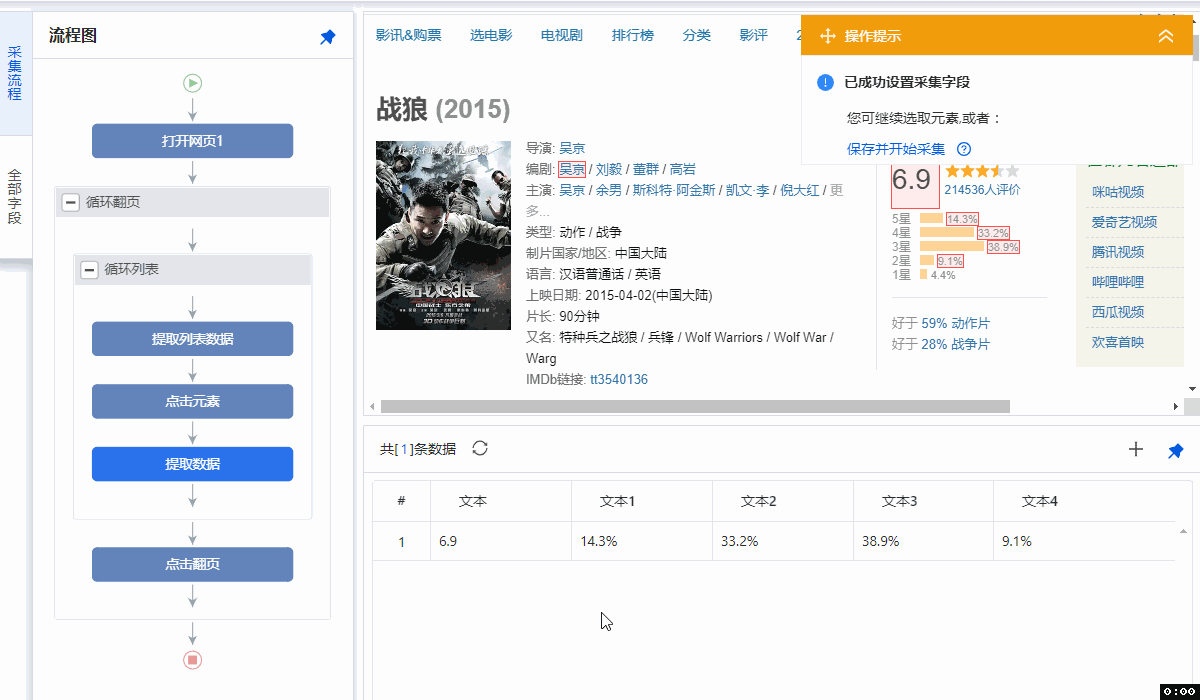 采集流程
全部字段
流程图
打开网页1
循环翻页
循环列表
提取列表数据
点击元素
提取数据
点击翻页
影讯&购票 选电影 电视剧 排行榜 分类 影评
操作提示
已成功设置采集字段
您可继续选取元素,或者：
保存并开始采集
战狼 (2015)
导演: 吴京
编剧: 吴京 / 刘毅 / 董群 / 高岩
主演: 吴京 / 余男 / 斯科特·阿金斯 / 凯文·李 / 倪大红 / 更
多...
类型: 动作 / 战争
制片国家/地区: 中国大陆
语言: 汉语普通话 / 英语
上映日期: 2015-04-02(中国大陆)
片长: 90分钟
又名: 特种兵之战狼 / 兵锋 / Wolf Warriors / Wolf War /
Warg
IMDb链接: tt3540136
战狼
6.9
214536人评价
5星 14.3%
4星 33.2%
3星 38.9%
2星 9.1%
1星 4.4%
好于 59% 动作片
好于 28% 战争片
咪咕视频
爱奇艺视频
腾讯视频
哔哩哔哩
西瓜视频
欢喜首映
共[1]条数据
# 文本 文本1 文本2 文本3 文本4
1 6.9 14.3% 33.2% 38.9% 9.1%
0:00